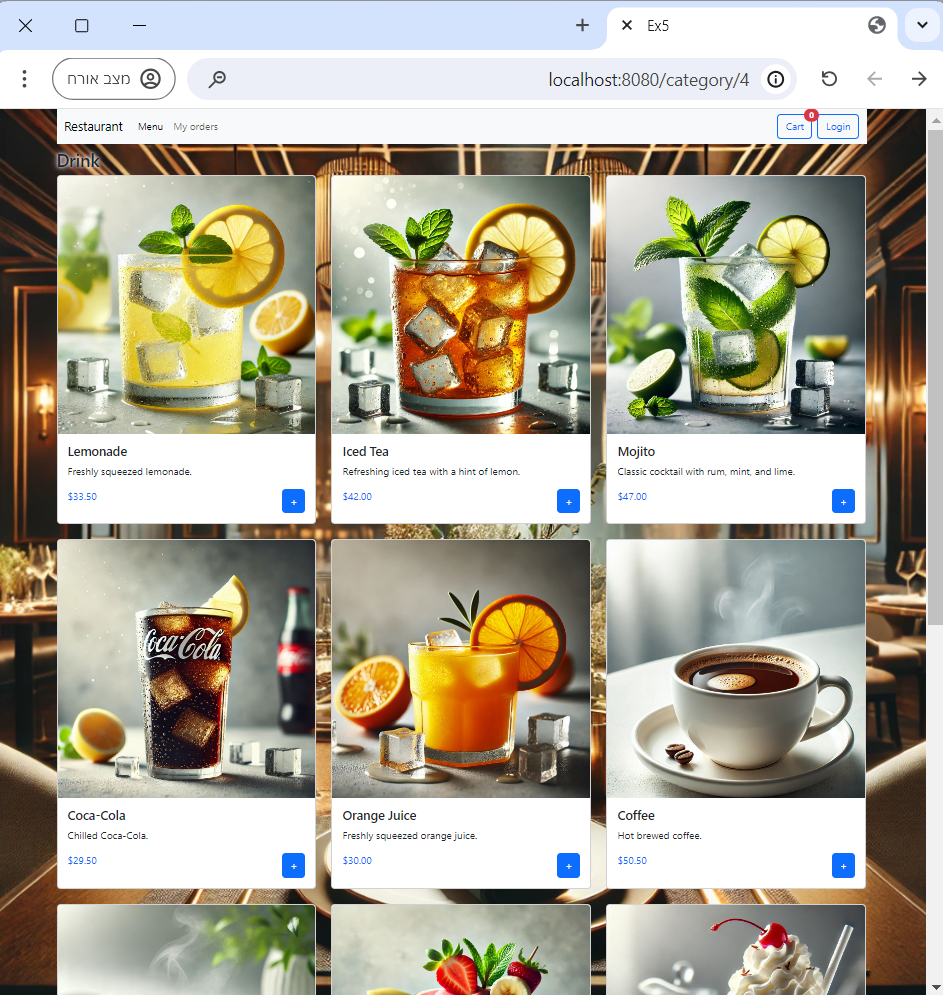 Ex5
מצב אורח
localhost:8080/category/4
Restaurant Menu My orders Cart 0 Login
Drink
Lemonade
Freshly squeezed lemonade.
$33.50
+
Iced Tea
Refreshing iced tea with a hint of lemon.
$42.00
+
Mojito
Classic cocktail with rum, mint, and lime.
$47.00
+
Coca-Cola
Coca-Cola
Chilled Coca-Cola.
$29.50
+
Orange Juice
Freshly squeezed orange juice.
$30.00
+
Coffee
Hot brewed coffee.
$50.50
+